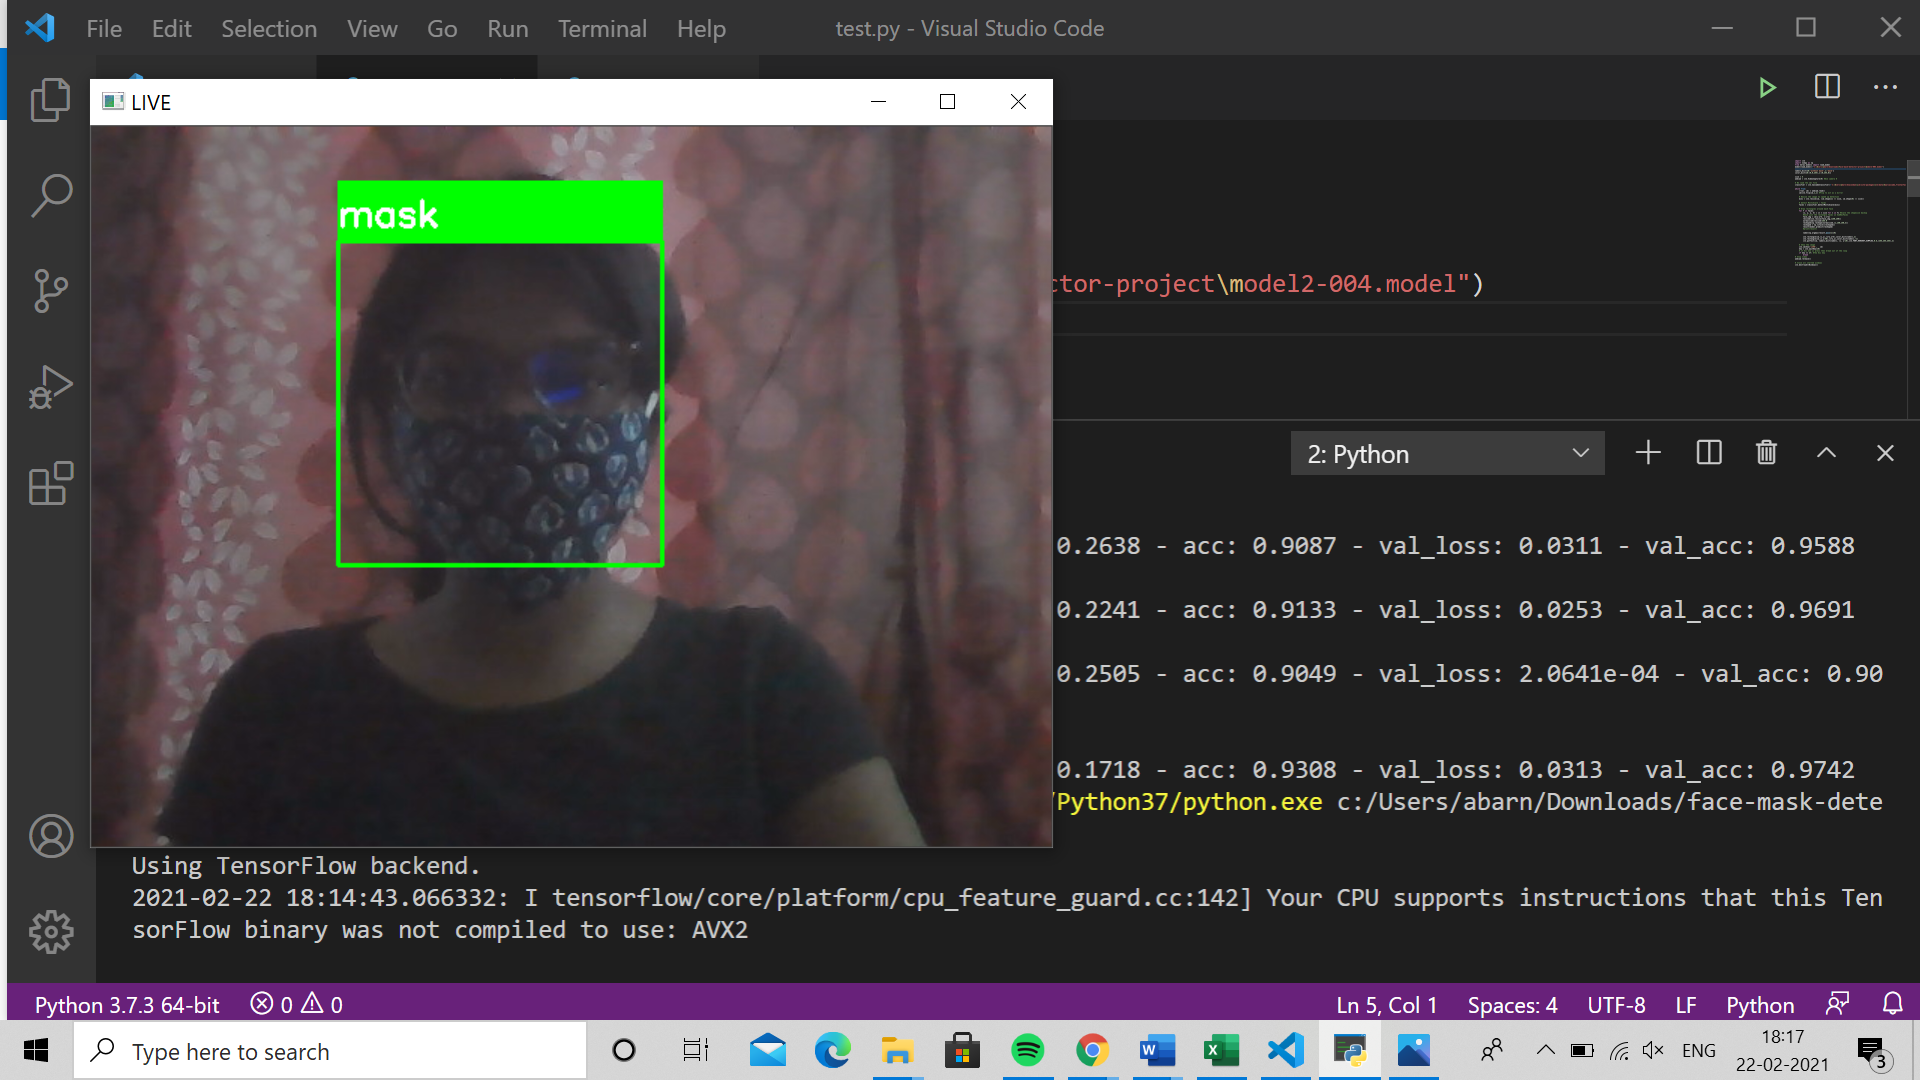 File Edit Selection View Go Run Terminal Help
test.py - Visual Studio Code
LIVE
mask
ctor-project\model2-004.model")
2: Python
0.2638 - acc: 0.9087 - val_loss: 0.0311 - val_acc: 0.9588
0.2241 - acc: 0.9133 - val_loss: 0.0253 - val_acc: 0.9691
0.2505 - acc: 0.9049 - val_loss: 2.0641e-04 - val_acc: 0.90
0.1718 - acc: 0.9308 - val_loss: 0.0313 - val_acc: 0.9742
/Python37/python.exe c:/Users/abarn/Downloads/face-mask-dete
Using TensorFlow backend.
2021-02-22 18:14:43.066332: I tensorflow/core/platform/cpu_feature_guard.cc:142] Your CPU supports instructions that this Ten
sorFlow binary was not compiled to use: AVX2
Python 3.7.3 64-bit 0 0
Ln 5, Col 1 Spaces: 4 UTF-8 LF Python
Type here to search
ENG
18:17
22-02-2021
3